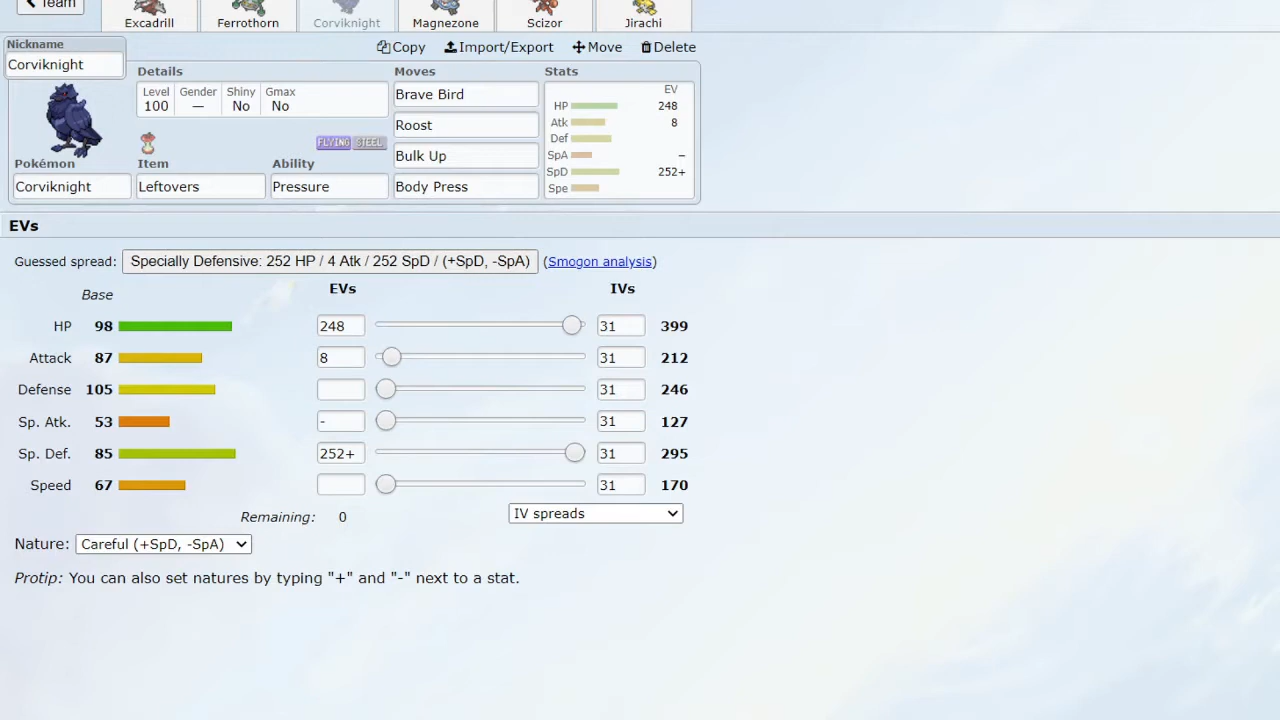 Team
Excadrill
Ferrothorn
Corviknight
Magnezone
Scizor
Jirachi
Nickname
Corviknight
Copy Import/Export Move Delete
Details
Level Gender Shiny Gmax
100 — No No
FLYING STEEL
Pokémon
Corviknight
Item
Leftovers
Ability
Pressure
Moves
Brave Bird
Roost
Bulk Up
Body Press
Stats
EV
HP 248
Atk 8
Def
SpA –
SpD 252+
Spe
EVs
Guessed spread: Specially Defensive: 252 HP / 4 Atk / 252 SpD / (+SpD, -SpA) (Smogon analysis)
Base EVs IVs
HP 98 248 31 399
Attack 87 8 31 212
Defense 105 31 246
Sp. Atk. 53 - 31 127
Sp. Def. 85 252+ 31 295
Speed 67 31 170
Remaining: 0 IV spreads
Nature: Careful (+SpD, -SpA)
Protip: You can also set natures by typing "+" and "-" next to a stat.